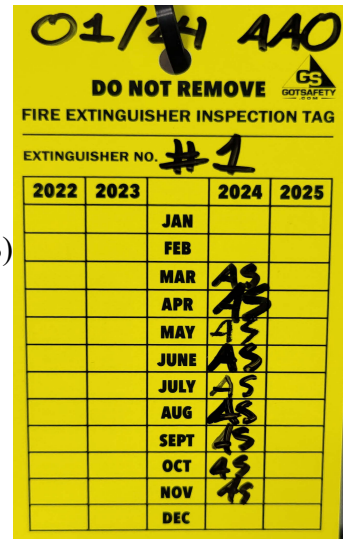 01/24 AAO
DO NOT REMOVE
GS
GOTSAFETY
.COM
FIRE EXTINGUISHER INSPECTION TAG
EXTINGUISHER NO. #1
2022 2023 2024 2025
JAN
FEB
MAR AS
APR AS
MAY AS
JUNE AS
JULY AS
AUG AS
SEPT AS
OCT AS
NOV AS
DEC
)